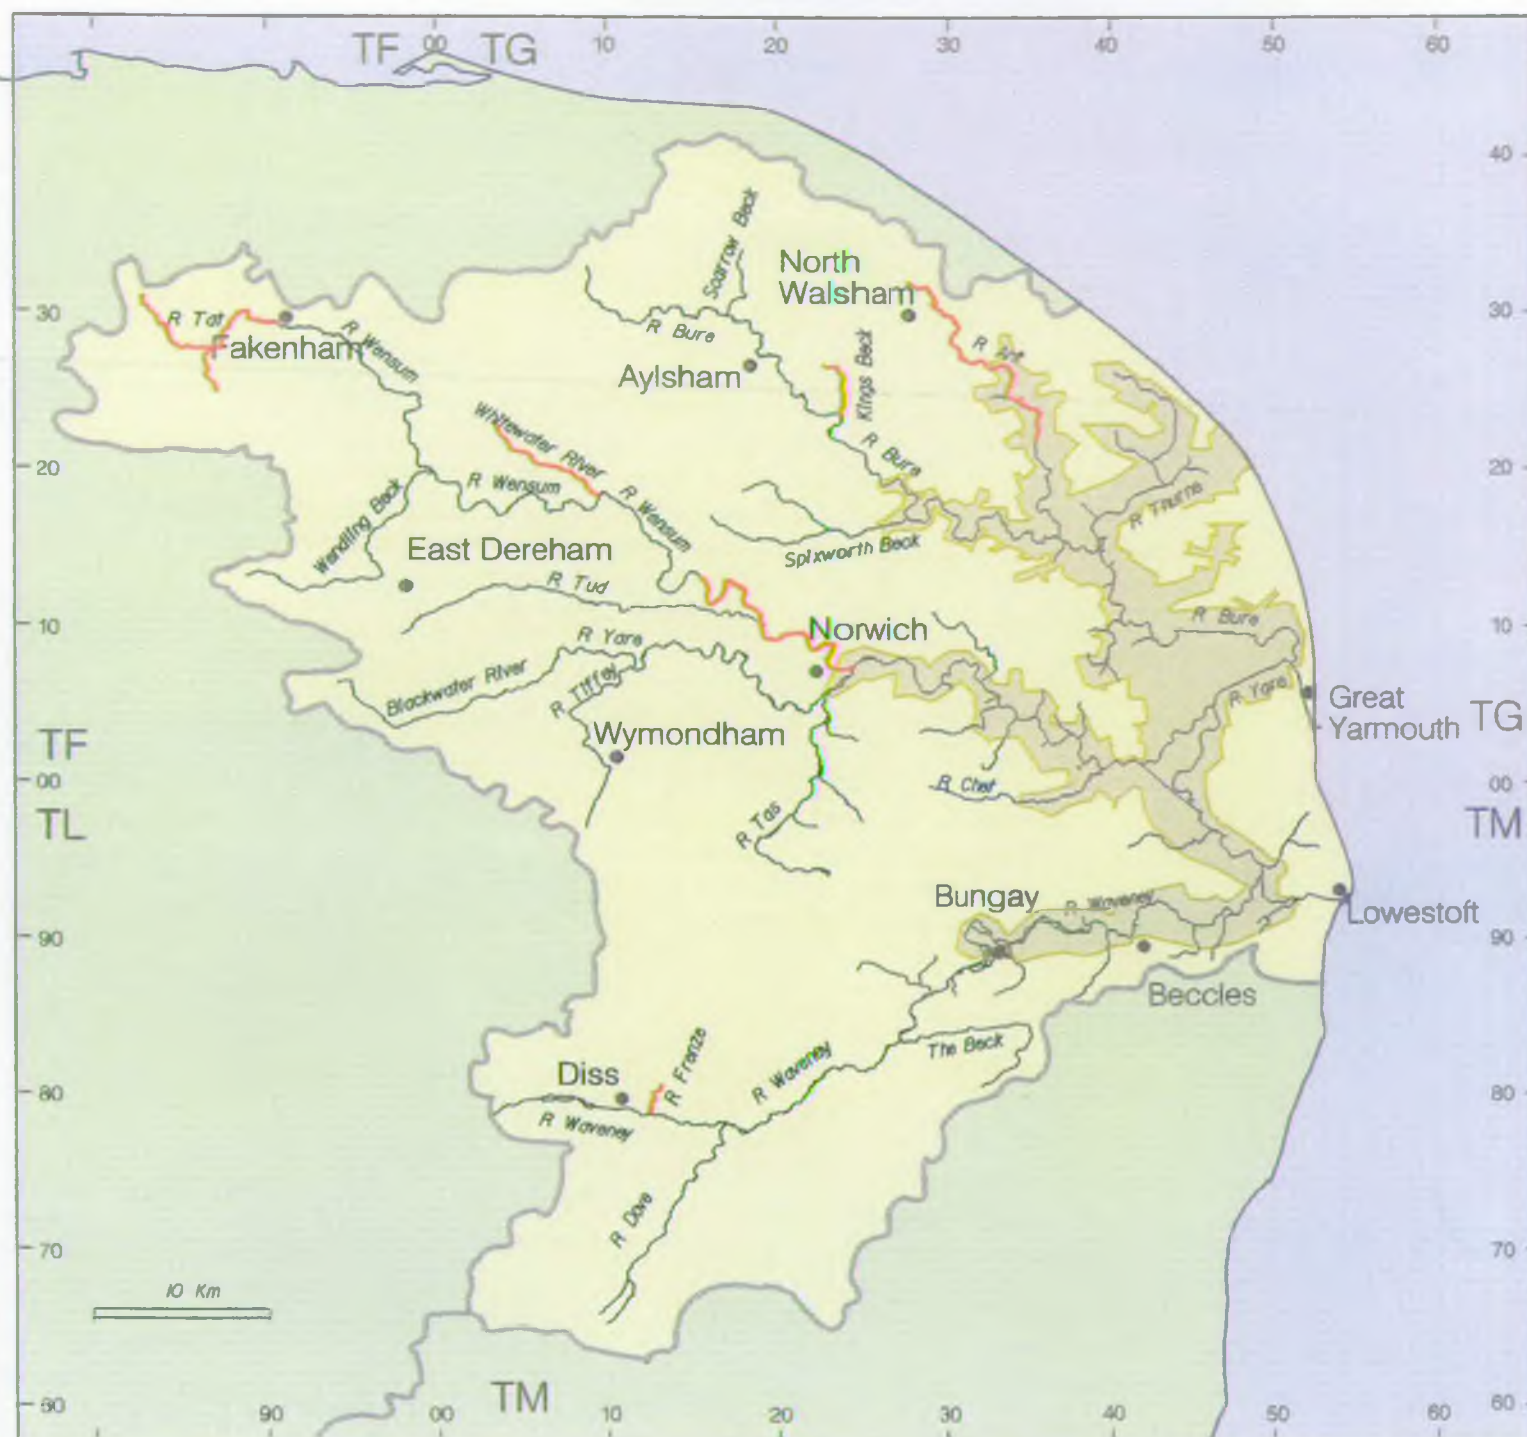 TF 00 TG 10 20 30 40 50 60
40
40
Scarrow Beck
North
Walsham
30
R Tat
Fakenham
R Wensum
R Bure
Aylsham
Kings Beck
R Ant
30
Whitewater River
R Bure
20
Wendling Beck
R Wensum
R Wensum
R Thurne
20
East Dereham
Spixworth Beck
R Tud
10
R Yare
Norwich
R Bure
10
Blackwater River
R Tiffey
R Yare
Great
Yarmouth
TG
TF
Wymondham
00
R Chet
00
TL
R Tas
TM
Bungay
R Waveney
Lowestoft
90
90
Beccles
Diss
R Frenze
R Waveney
The Beck
80
R Waveney
80
R Dove
70
70
10 Km
60
TM
60
90 00 10 20 30 40 50 60